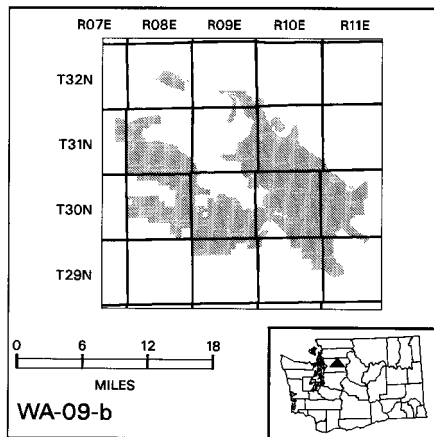 R07E R08E R09E R10E R11E
T32N
T31N
T30N
T29N
0 6 12 18
MILES
WA-09-b